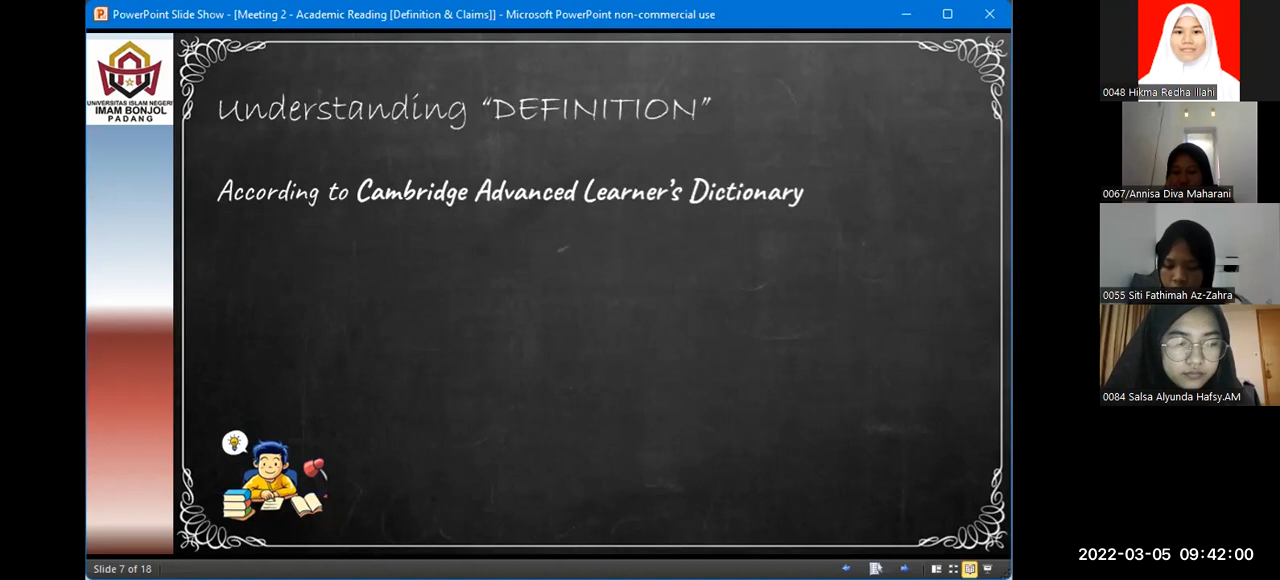 PowerPoint Slide Show - [Meeting 2 - Academic Reading [Definition & Claims]] - Microsoft PowerPoint non-commercial use
UNIVERSITAS ISLAM NEGERI
IMAM BONJOL
PADANG
Understanding “DEFINITION”
According to Cambridge Advanced Learner’s Dictionary
Slide 7 of 18
0048 Hikma Redha Illahi
0067/Annisa Diva Maharani
0055 Siti Fathimah Az-Zahra
0084 Salsa Alyunda Hafsy.AM
2022-03-05 09:42:00